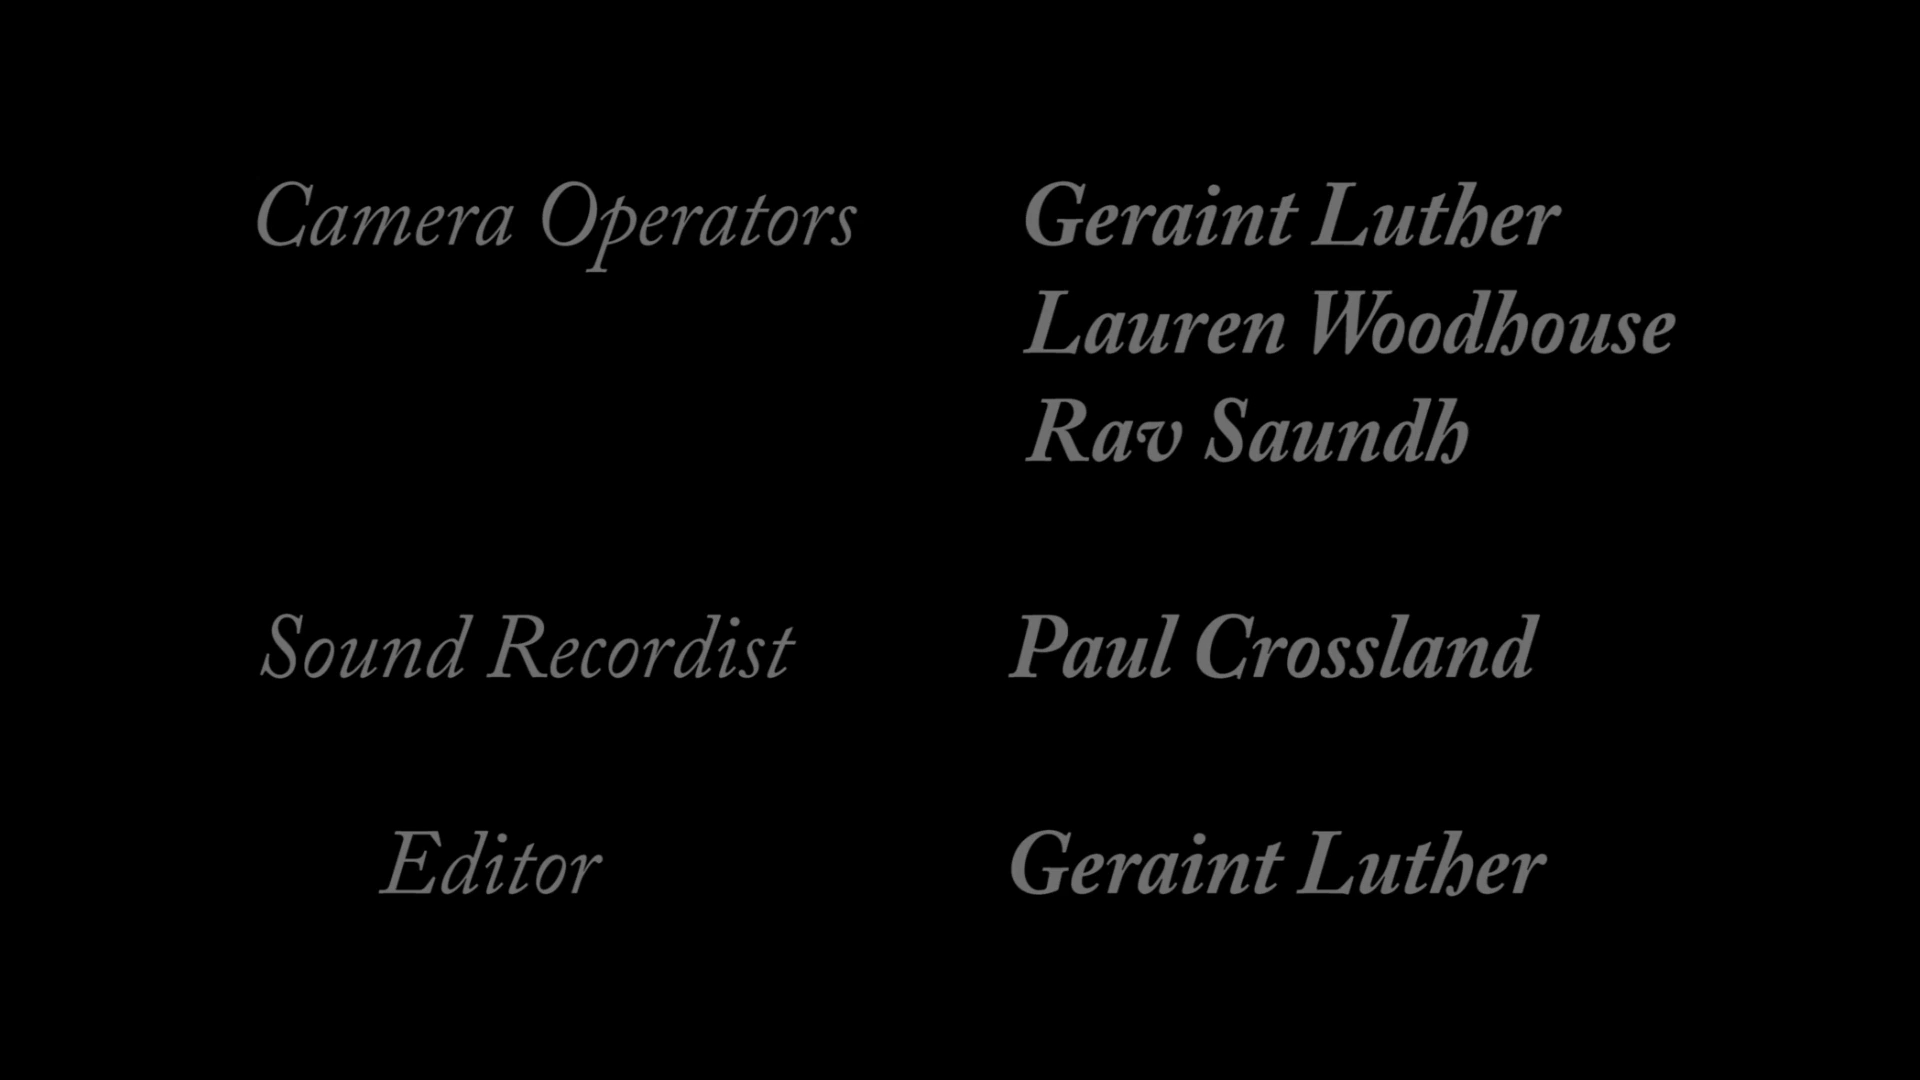 Camera Operators Geraint Luther
Lauren Woodhouse
Rav Saundh
Sound Recordist Paul Crossland
Editor Geraint Luther